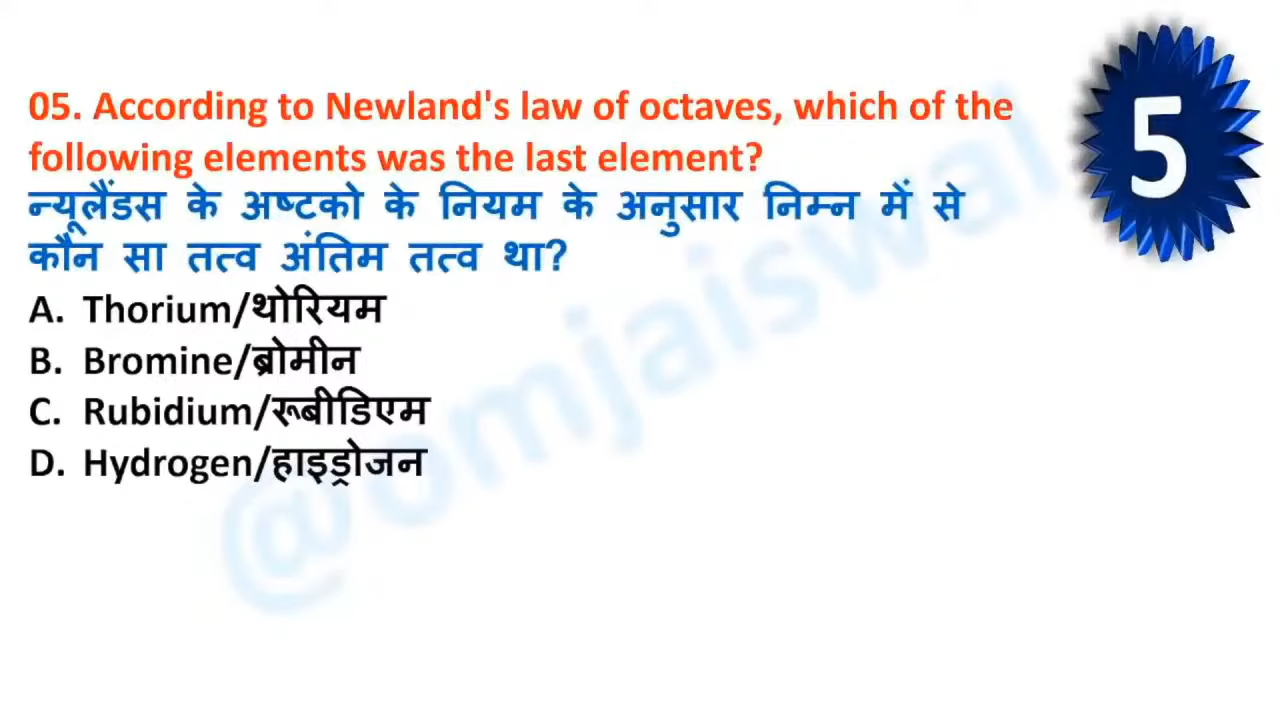 5
05. According to Newland's law of octaves, which of the
following elements was the last element?
न्यूलैंडस के अष्टको के नियम के अनुसार निम्न में से
कौन सा तत्व अंतिम तत्व था?
A. Thorium/थोरियम
B. Bromine/ब्रोमीन
C. Rubidium/रूबीडिएम
D. Hydrogen/हाइड्रोजन
@omjaiswal